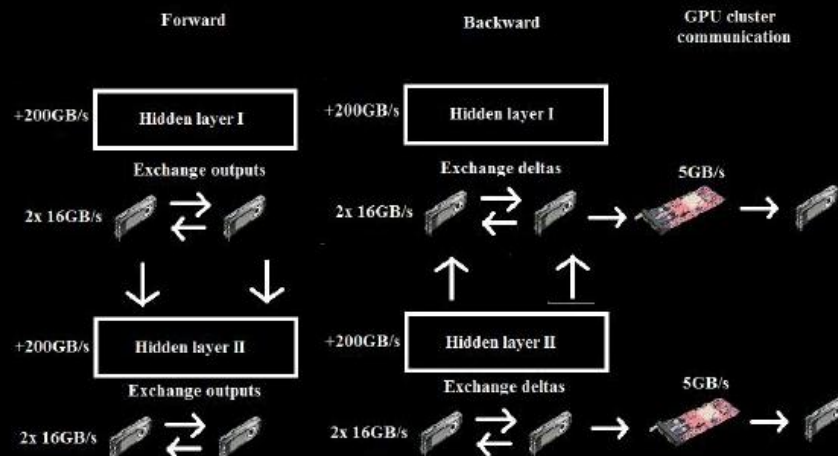 Forward
Backward
GPU cluster
communication
+200GB/s
Hidden layer I
+200GB/s
Hidden layer I
Exchange outputs
Exchange deltas
5GB/s
2x 16GB/s
2x 16GB/s
+200GB/s
Hidden layer II
+200GB/s
Hidden layer II
Exchange outputs
Exchange deltas
5GB/s
2x 16GB/s
2x 16GB/s